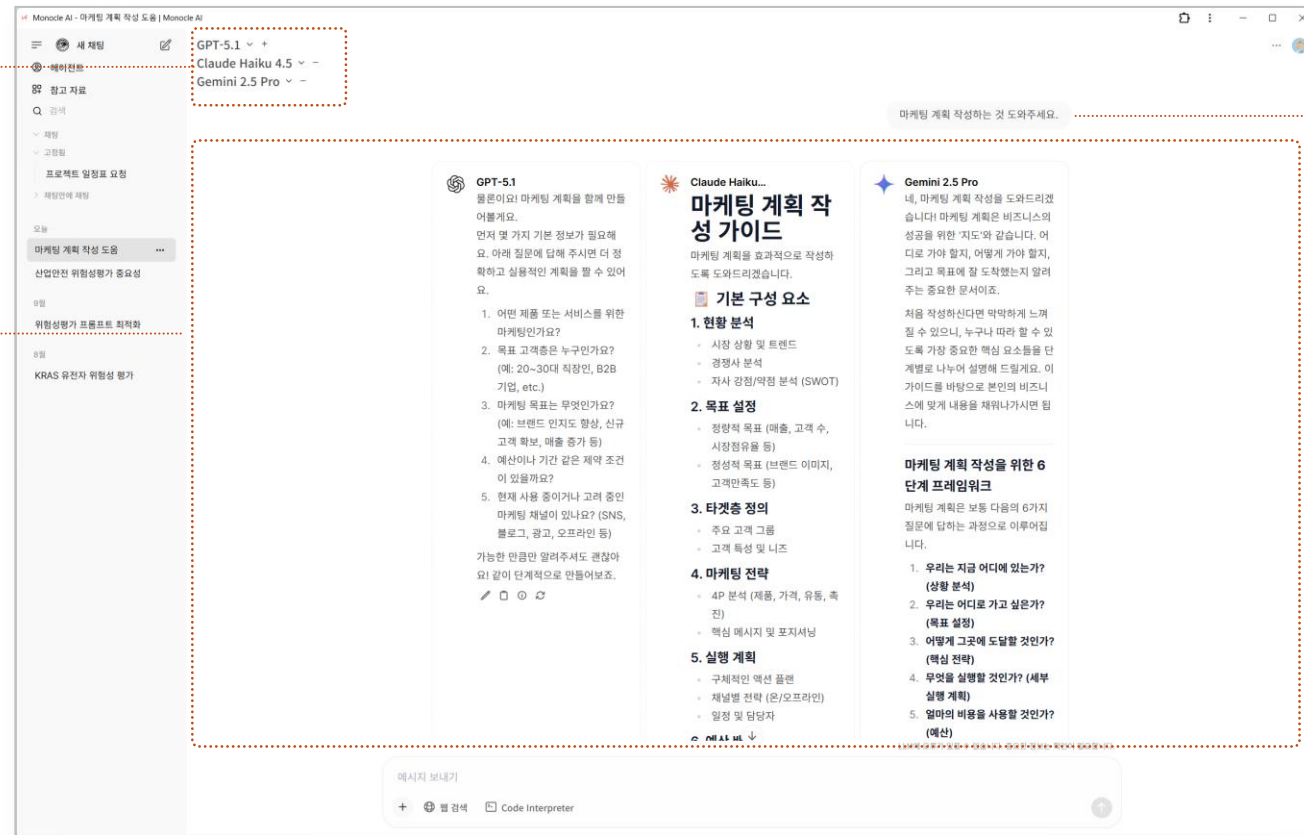 Monocle AI - 마케팅 계획 작성 도움 | Monocle AI
새 채팅
에이전트
참고 자료
검색
채팅
고정됨
프로젝트 일정표 요청
채팅안에 채팅
오늘
마케팅 계획 작성 도움
산업안전 위험성평가 중요성
9월
위험성평가 프롬프트 최적화
8월
KRAS 유전자 위험성 평가
GPT-5.1
Claude Haiku 4.5
Gemini 2.5 Pro
마케팅 계획 작성하는 것 도와주세요.
GPT-5.1
물론이요! 마케팅 계획을 함께 만들
어볼게요.
먼저 몇 가지 기본 정보가 필요해
요. 아래 질문에 답해 주시면 더 정
확하고 실용적인 계획을 짤 수 있어
요.
1. 어떤 제품 또는 서비스를 위한
마케팅인가요?
2. 목표 고객층은 누구인가요?
(예: 20~30대 직장인, B2B
기업, etc.)
3. 마케팅 목표는 무엇인가요?
(예: 브랜드 인지도 향상, 신규
고객 확보, 매출 증가 등)
4. 예산이나 기간 같은 제약 조건
이 있을까요?
5. 현재 사용 중이거나 고려 중인
마케팅 채널이 있나요? (SNS,
블로그, 광고, 오프라인 등)
가능한 만큼만 알려주셔도 괜찮아
요! 같이 단계적으로 만들어보죠.
Claude Haiku...
마케팅 계획 작
성 가이드
마케팅 계획을 효과적으로 작성하
도록 도와드리겠습니다.
기본 구성 요소
1. 현황 분석
시장 상황 및 트렌드
경쟁사 분석
자사 강점/약점 분석 (SWOT)
2. 목표 설정
정량적 목표 (매출, 고객 수,
시장점유율 등)
정성적 목표 (브랜드 이미지,
고객만족도 등)
3. 타겟층 정의
주요 고객 그룹
고객 특성 및 니즈
4. 마케팅 전략
4P 분석 (제품, 가격, 유통, 촉
진)
핵심 메시지 및 포지셔닝
5. 실행 계획
구체적인 액션 플랜
채널별 전략 (온/오프라인)
일정 및 담당자
Gemini 2.5 Pro
네, 마케팅 계획 작성을 도와드리겠
습니다! 마케팅 계획은 비즈니스의
성공을 위한 '지도'와 같습니다. 어
디로 가야 할지, 어떻게 가야 할지,
그리고 목표에 잘 도착했는지 알려
주는 중요한 문서이죠.
처음 작성하신다면 막막하게 느껴
질 수 있으니, 누구나 따라 할 수 있
도록 가장 중요한 핵심 요소들을 단
계별로 나누어 설명해 드릴게요. 이
가이드를 바탕으로 본인의 비즈니
스에 맞게 내용을 채워나가시면 됩
니다.
마케팅 계획 작성을 위한 6
단계 프레임워크
마케팅 계획은 보통 다음의 6가지
질문에 답하는 과정으로 이루어집
니다.
1. 우리는 지금 어디에 있는가?
(상황 분석)
2. 우리는 어디로 가고 싶은가?
(목표 설정)
3. 어떻게 그곳에 도달할 것인가?
(핵심 전략)
4. 무엇을 실행할 것인가? (세부
실행 계획)
5. 얼마의 비용을 사용할 것인가?
(예산)
메시지 보내기
웹 검색
Code Interpreter